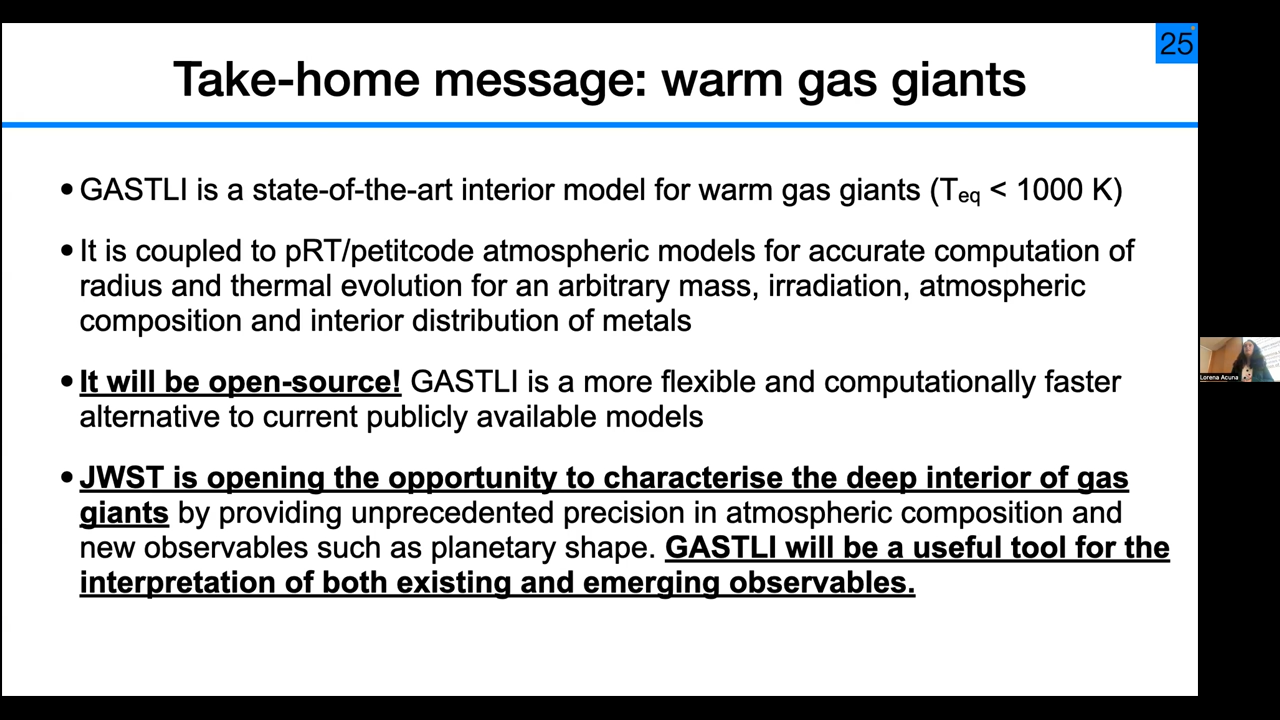 25
Take-home message: warm gas giants
• GASTLI is a state-of-the-art interior model for warm gas giants (Teq < 1000 K)
• It is coupled to pRT/petitcode atmospheric models for accurate computation of
radius and thermal evolution for an arbitrary mass, irradiation, atmospheric
composition and interior distribution of metals
• It will be open-source! GASTLI is a more flexible and computationally faster
alternative to current publicly available models
• JWST is opening the opportunity to characterise the deep interior of gas
giants by providing unprecedented precision in atmospheric composition and
new observables such as planetary shape. GASTLI will be a useful tool for the
interpretation of both existing and emerging observables.
Lorena Acuna